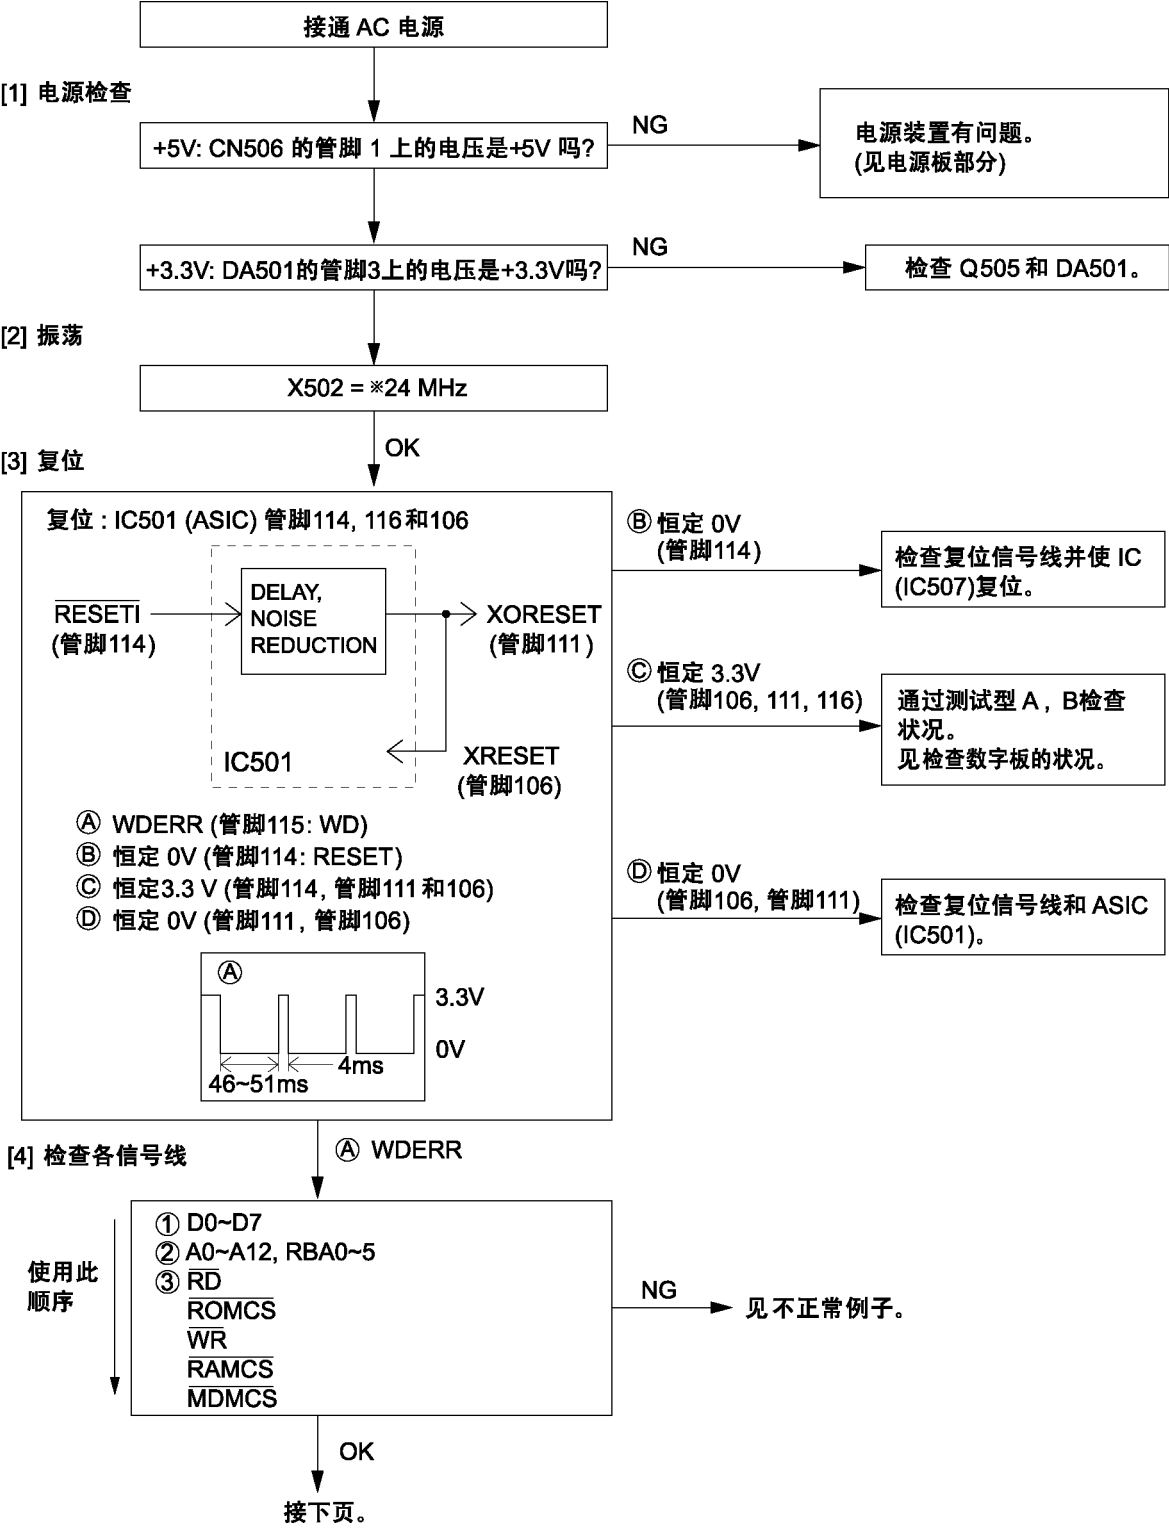 接通 AC 电源
[1] 电源检查
+5V: CN506 的管脚 1 上的电压是+5V 吗?
NG
电源装置有问题。
(见电源板部分)
+3.3V: DA501的管脚3上的电压是+3.3V吗?
NG
检查 Q505 和 DA501。
[2] 振荡
X502 = ※24 MHz
OK
[3] 复位
复位 : IC501 (ASIC) 管脚114, 116 和106
RESETI
(管脚114)
DELAY,
NOISE
REDUCTION
XORESET
(管脚111)
IC501
XRESET
(管脚106)
Ⓐ WDERR (管脚115: WD)
Ⓑ 恒定 0V (管脚114: RESET)
Ⓒ 恒定3.3 V (管脚114, 管脚111 和106)
Ⓓ 恒定 0V (管脚111, 管脚106)
Ⓐ
3.3V
0V
4ms
46~51ms
Ⓑ 恒定 0V
(管脚114)
检查复位信号线并使 IC
(IC507)复位。
Ⓒ 恒定 3.3V
(管脚106, 111, 116)
通过测试型 A, B检查
状况。
见检查数字板的状况。
Ⓓ 恒定 0V
(管脚106, 管脚111)
检查复位信号线和 ASIC
(IC501)。
Ⓐ WDERR
[4] 检查各信号线
使用此
顺序
① D0~D7
② A0~A12, RBA0~5
③ RD
ROMCS
WR
RAMCS
MDMCS
NG
见不正常例子。
OK
接下页。